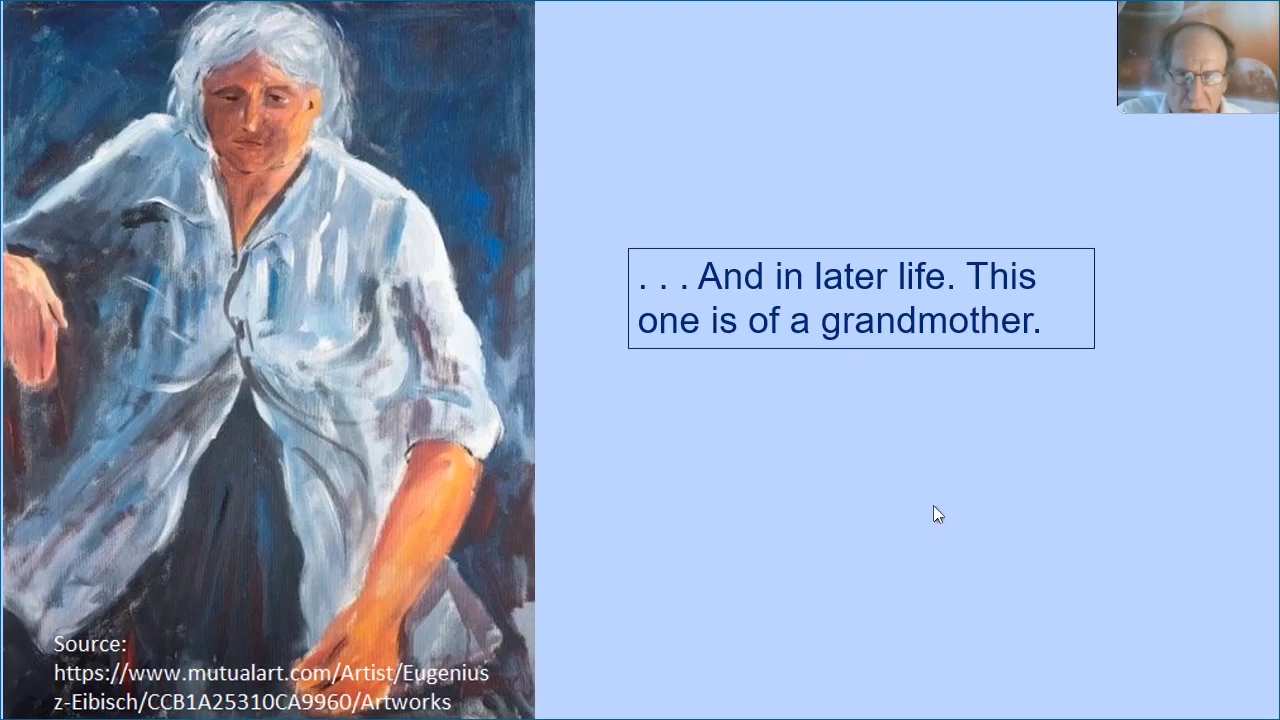 . . . And in later life. This
one is of a grandmother.
Source:
https://www.mutualart.com/Artist/Eugenius
z-Eibisch/CCB1A25310CA9960/Artworks